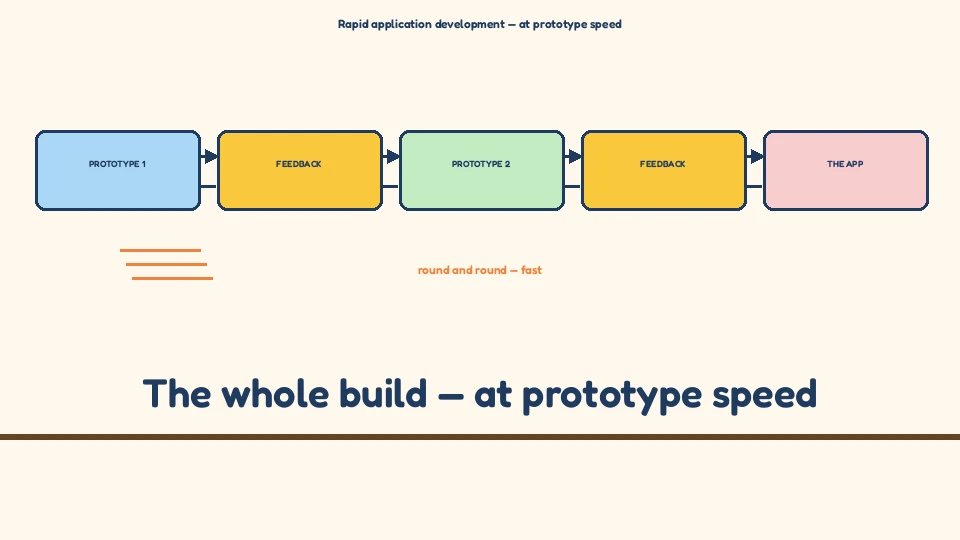 Rapid application development — at prototype speed
PROTOTYPE 1
FEEDBACK
PROTOTYPE 2
FEEDBACK
THE APP
round and round — fast
The whole build — at prototype speed